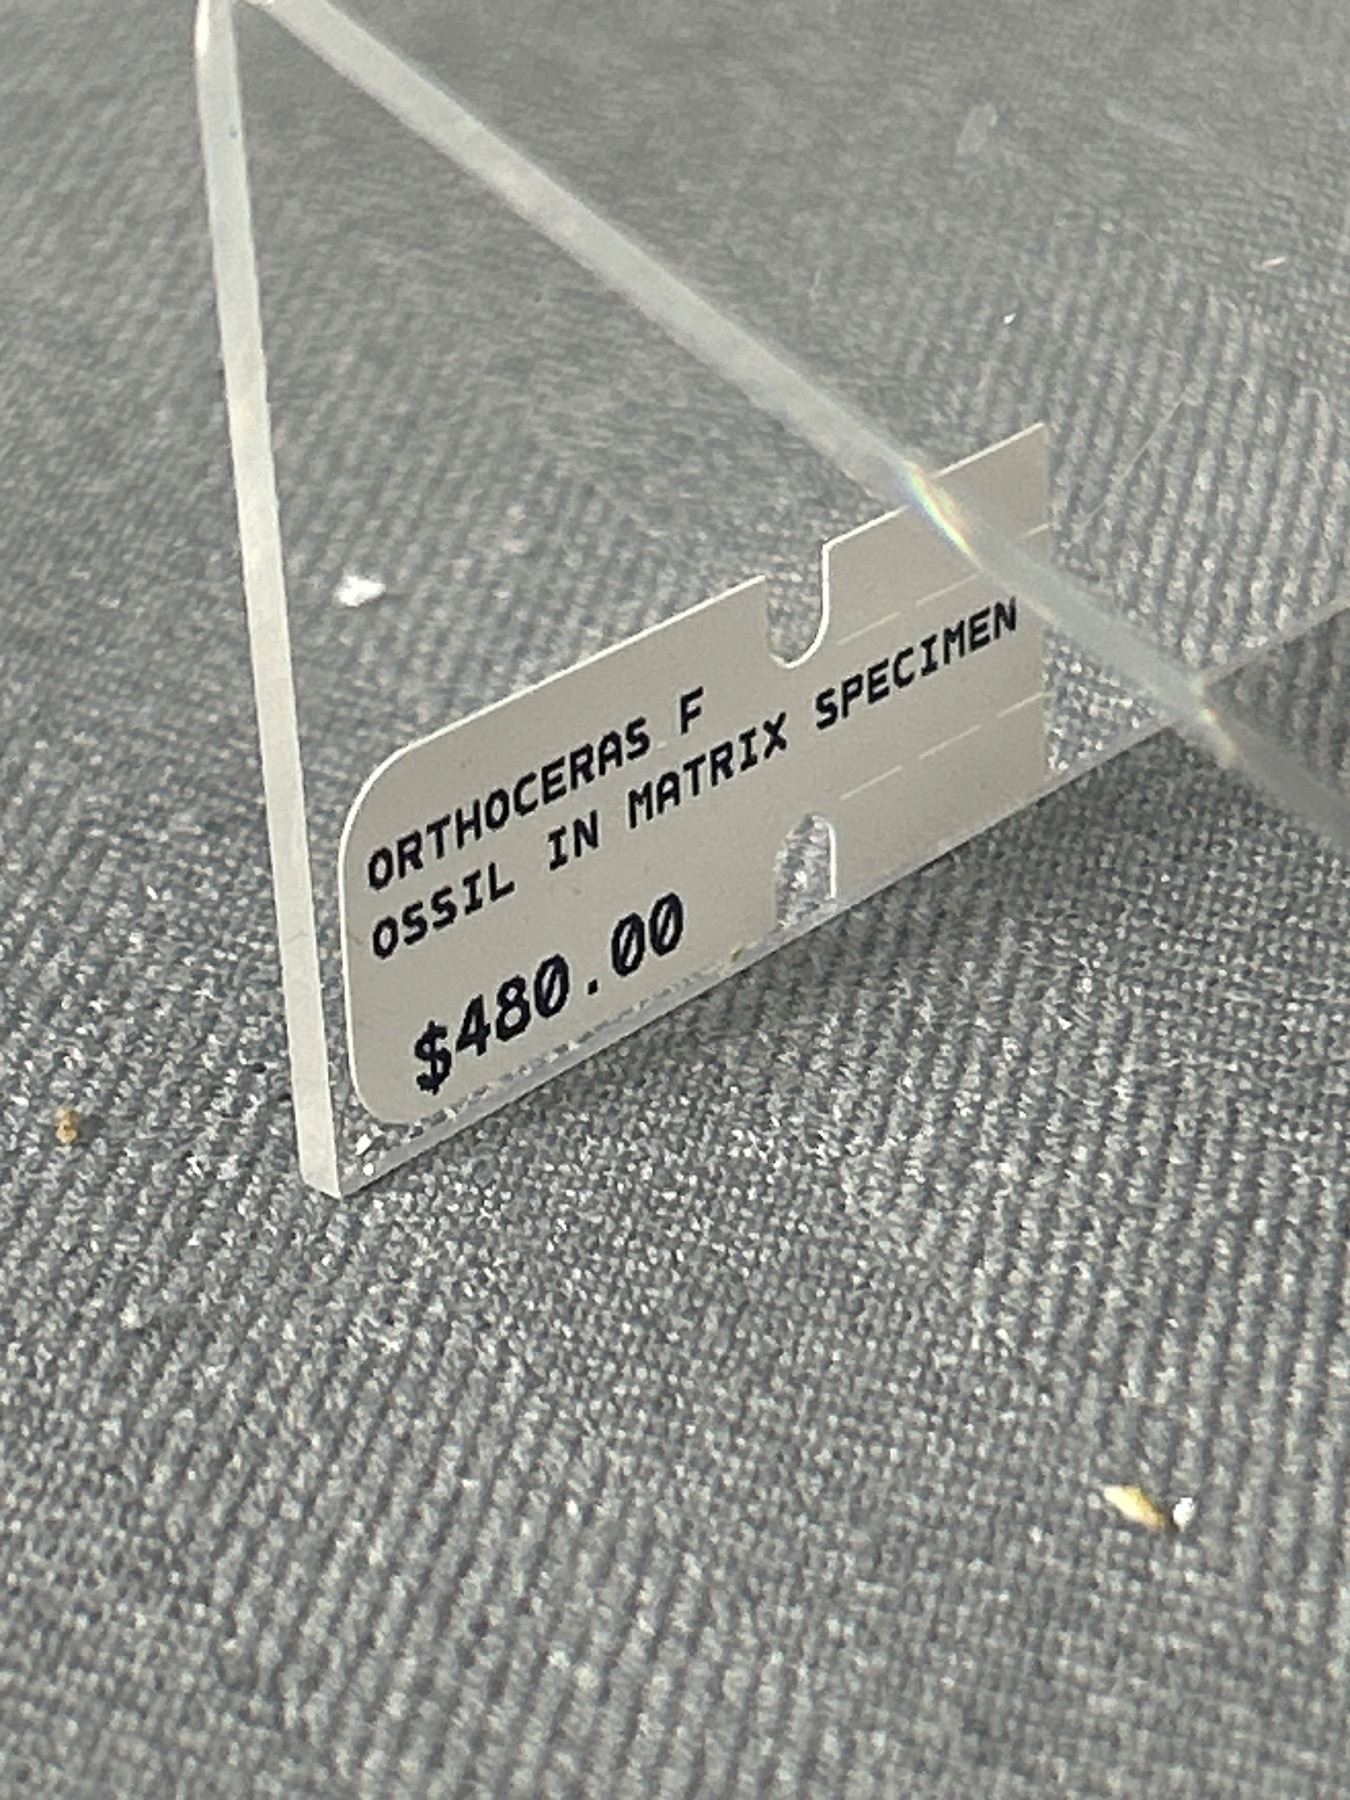 ORTHOCERAS F
OSSIL IN MATRIX SPECIMEN
$480.00